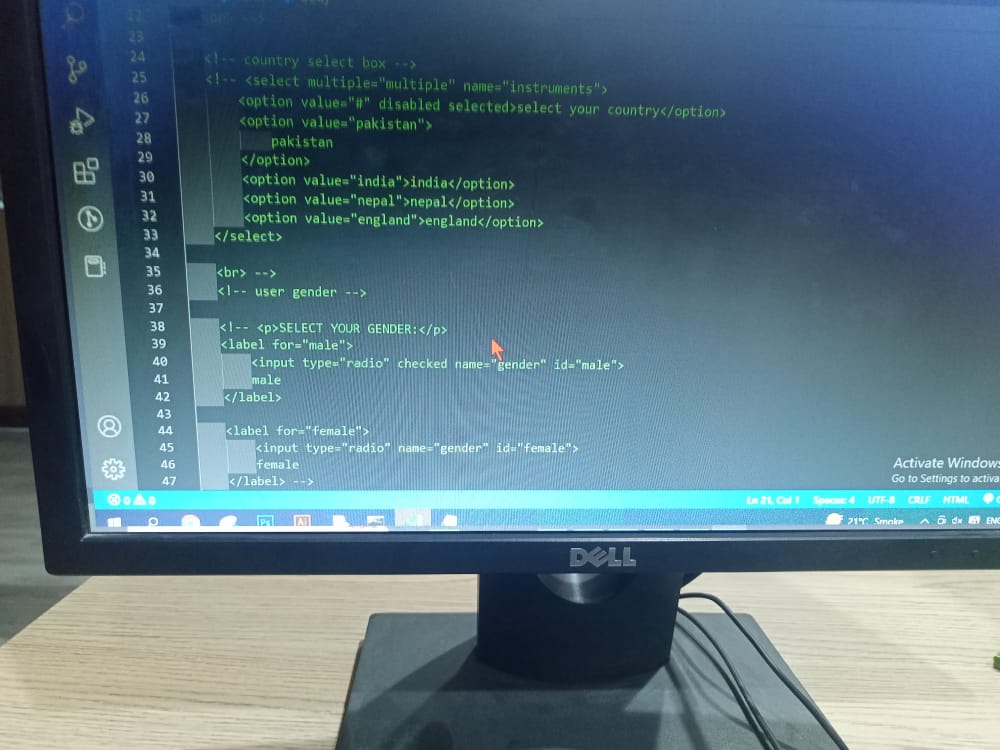 23
24 <!-- country select box -->
25 <!-- <select multiple="multiple" name="instruments">
26 <option value="#" disabled selected>select your country</option>
27 <option value="pakistan">
28 pakistan
29 </option>
30 <option value="india">india</option>
31 <option value="nepal">nepal</option>
32 <option value="england">england</option>
33 </select>
34
35 <br> -->
36 <!-- user gender -->
37
38 <!-- <p>SELECT YOUR GENDER:</p>
39 <label for="male">
40 <input type="radio" checked name="gender" id="male">
41 male
42 </label>
43
44 <label for="female">
45 <input type="radio" name="gender" id="female">
46 female
47 </label> -->
Activate Windows
Go to Settings to activa
0 0 Ln 21, Col 1 Spaces: 4 UTF-8 CRLF HTML
Ps Ai 21°C Smoke ENG
DELL